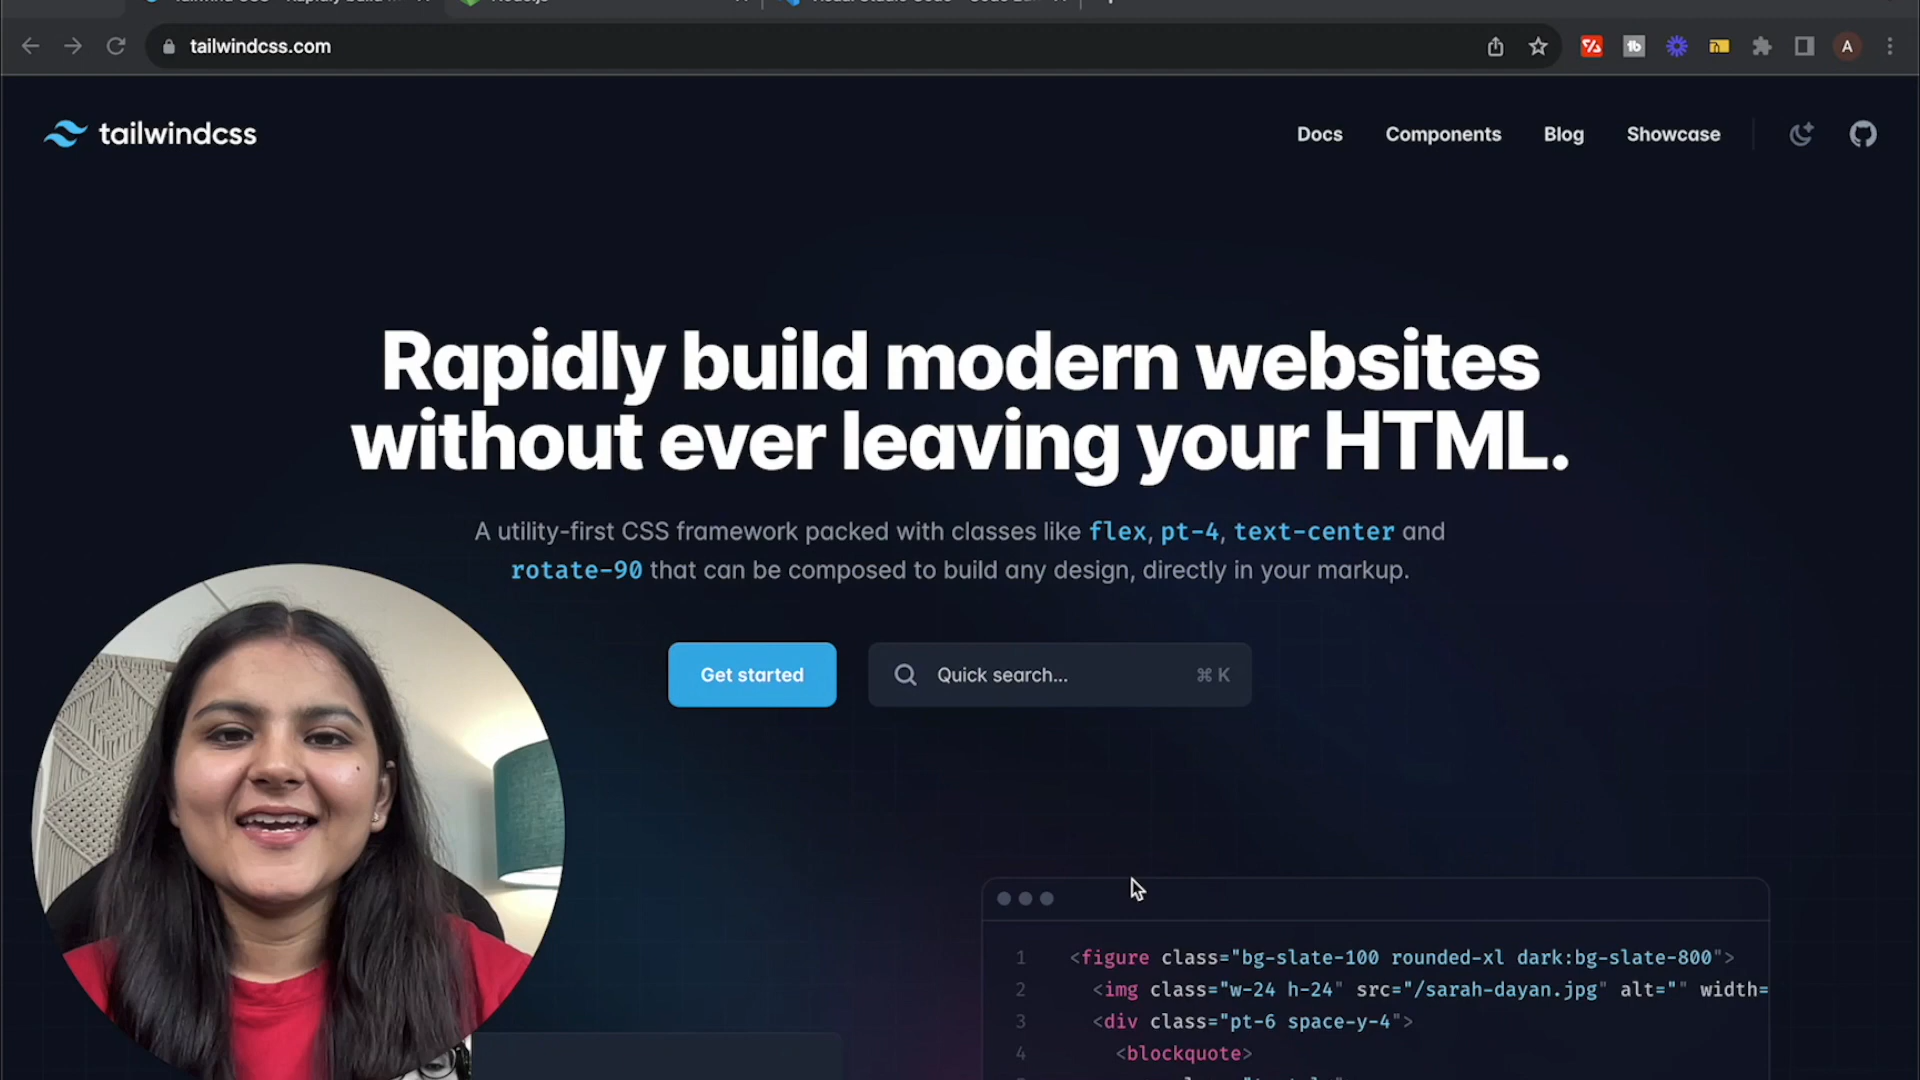 tailwindcss.com
A
tailwindcss
Docs
Components
Blog
Showcase
Rapidly build modern websites
without ever leaving your HTML.
A utility-first CSS framework packed with classes like flex, pt-4, text-center and
rotate-90 that can be composed to build any design, directly in your markup.
Get started
Quick search...
⌘ K
1 <figure class="bg-slate-100 rounded-xl dark:bg-slate-800">
2 <img class="w-24 h-24" src="/sarah-dayan.jpg" alt="" width=
3 <div class="pt-6 space-y-4">
4 <blockquote>